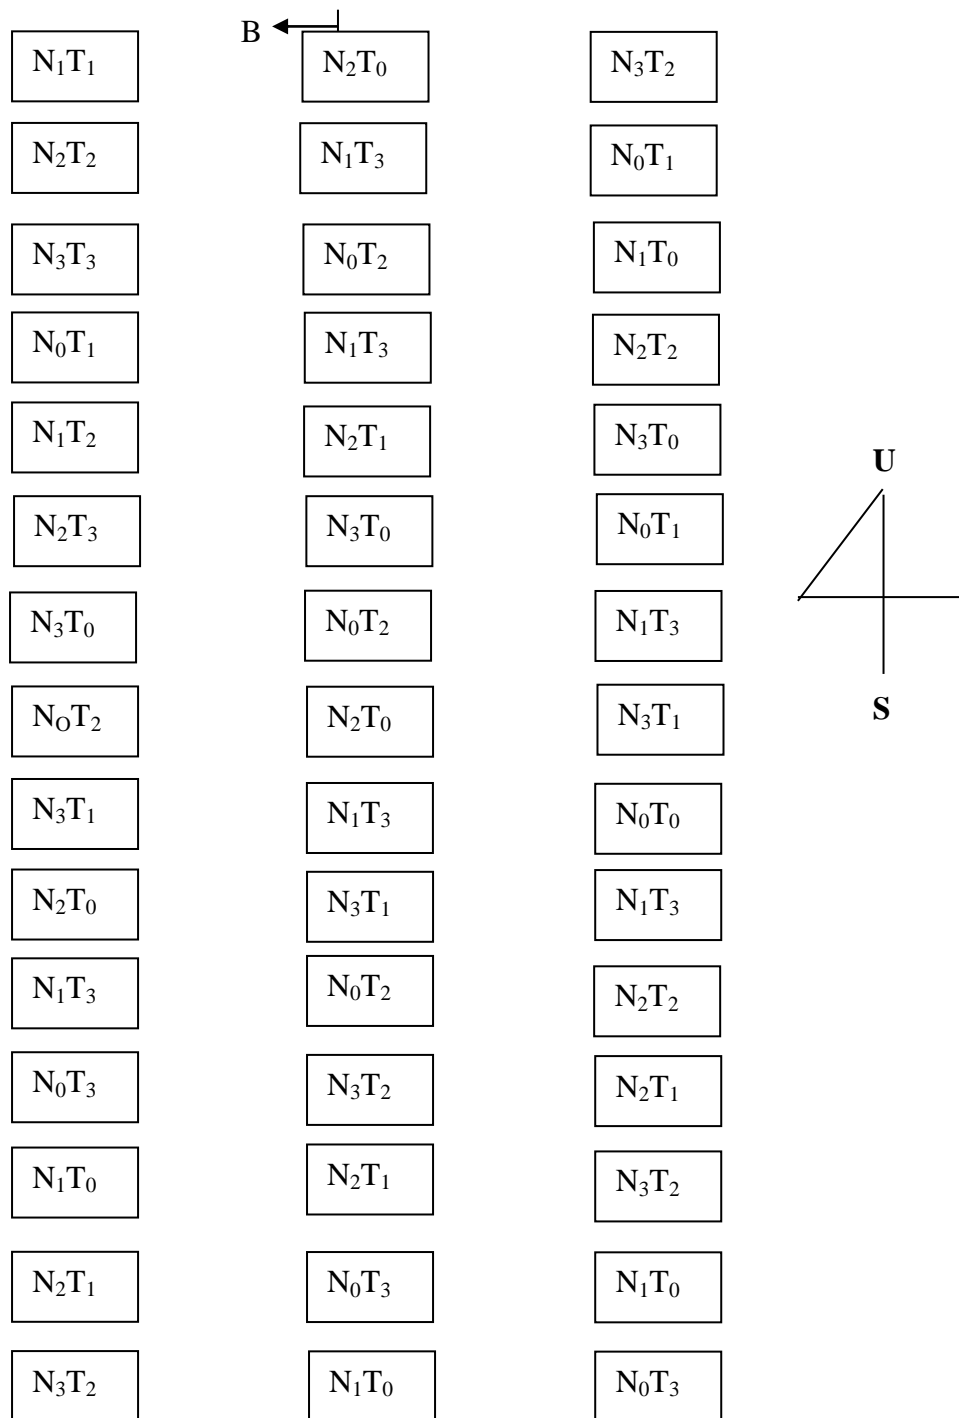 B
N₁T₁ N₂T₀ N₃T₂
N₂T₂ N₁T₃ N₀T₁
N₃T₃ N₀T₂ N₁T₀
N₀T₁ N₁T₃ N₂T₂
N₁T₂ N₂T₁ N₃T₀
U
N₂T₃ N₃T₀ N₀T₁
N₃T₀ N₀T₂ N₁T₃
NOT₂ N₂T₀ N₃T₁
S
N₃T₁ N₁T₃ N₀T₀
N₂T₀ N₃T₁ N₁T₃
N₁T₃ N₀T₂ N₂T₂
N₀T₃ N₃T₂ N₂T₁
N₁T₀ N₂T₁ N₃T₂
N₂T₁ N₀T₃ N₁T₀
N₃T₂ N₁T₀ N₀T₃